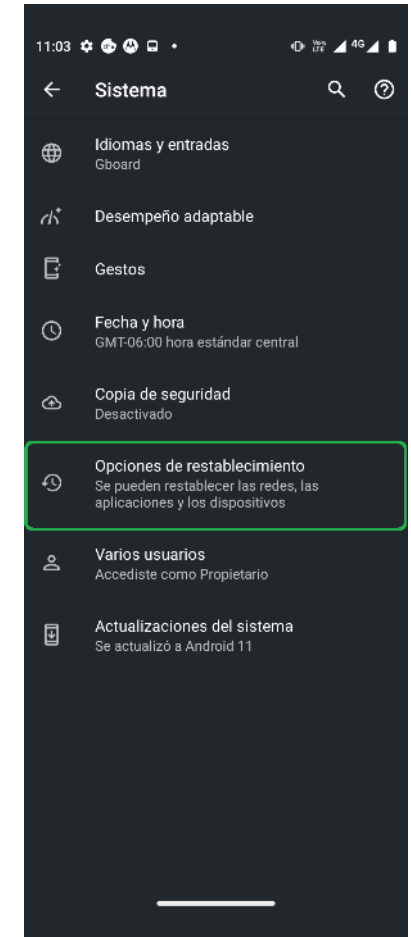 11:03
VoLTE 4G
Sistema
Idiomas y entradas
Gboard
Desempeño adaptable
Gestos
Fecha y hora
GMT-06:00 hora estándar central
Copia de seguridad
Desactivado
Opciones de restablecimiento
Se pueden restablecer las redes, las
aplicaciones y los dispositivos
Varios usuarios
Accediste como Propietario
Actualizaciones del sistema
Se actualizó a Android 11